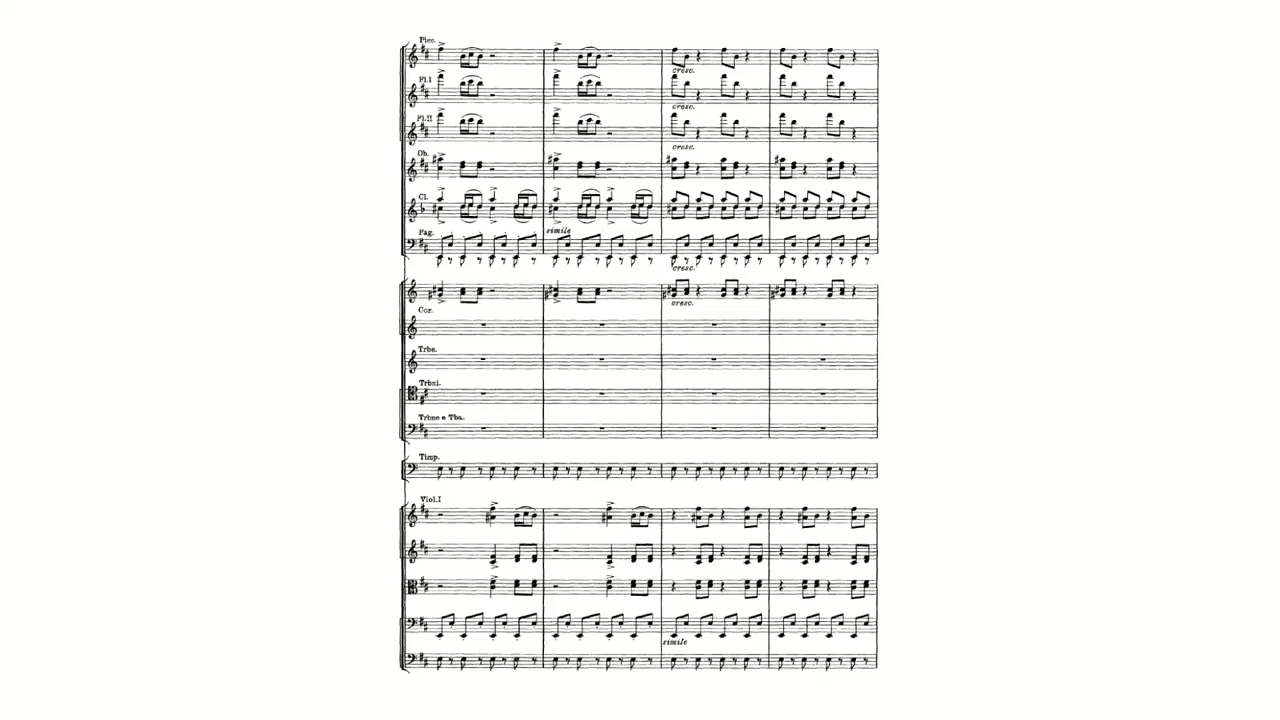 Picc.
Fl.I
cresc.
Fl.II
cresc.
Ob.
cresc.
Cl.
Fag.
simile
cresc.
Cor.
cresc.
Trbe.
Trbni.
Trbne e Tba.
Timp.
Viol.I
simile